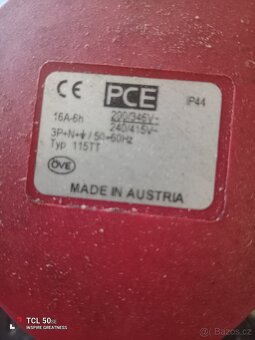 CE PCE IP44
16A-6h 200/346V~
240/415V~
3P+N+⏚ / 50-60Hz
Typ 115TT
ÖVE
MADE IN AUSTRIA
TCL 50 SE
INSPIRE GREATNESS
Bazos.cz